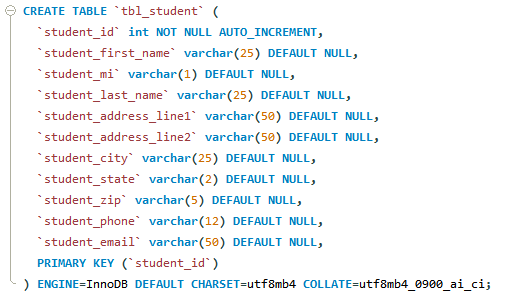 CREATE TABLE `tbl_student` (
`student_id` int NOT NULL AUTO_INCREMENT,
`student_first_name` varchar(25) DEFAULT NULL,
`student_mi` varchar(1) DEFAULT NULL,
`student_last_name` varchar(25) DEFAULT NULL,
`student_address_line1` varchar(50) DEFAULT NULL,
`student_address_line2` varchar(50) DEFAULT NULL,
`student_city` varchar(25) DEFAULT NULL,
`student_state` varchar(2) DEFAULT NULL,
`student_zip` varchar(5) DEFAULT NULL,
`student_phone` varchar(12) DEFAULT NULL,
`student_email` varchar(50) DEFAULT NULL,
PRIMARY KEY (`student_id`)
) ENGINE=InnoDB DEFAULT CHARSET=utf8mb4 COLLATE=utf8mb4_0900_ai_ci;